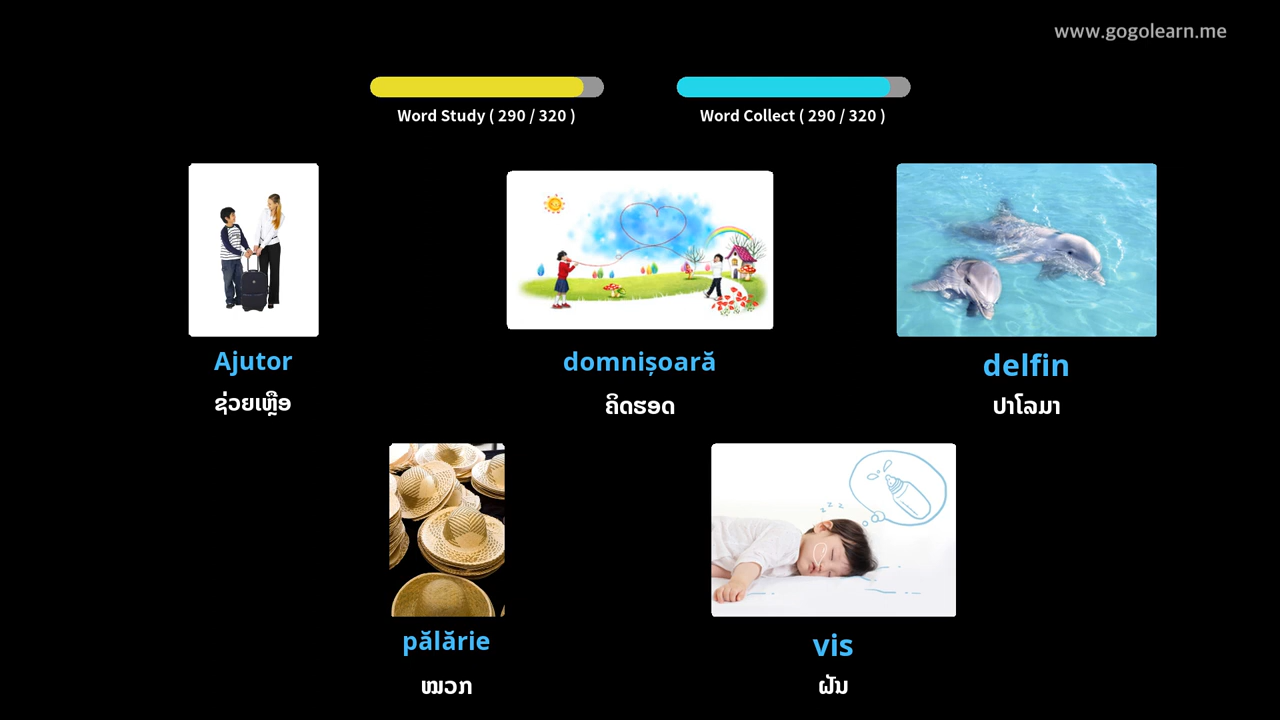 www.gogolearn.me
Word Study ( 290 / 320 )
Word Collect ( 290 / 320 )
Ajutor
ຊ່ວຍເຫຼືອ
domnișoară
ຄິດຮອດ
delfin
ປາໂລມາ
pălărie
ໝວກ
vis
ຝັນ